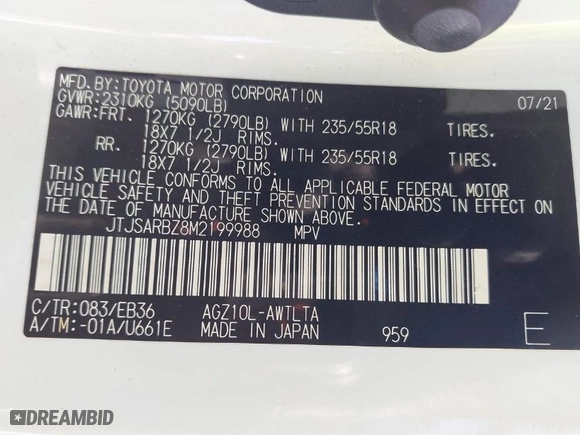 MFD.BY:TOYOTA MOTOR CORPORATION 07/21
GVWR:2310KG (5090LB)
GAWR:FRT. 1270KG (2790LB) WITH 235/55R18 TIRES.
18X7 1/2J RIMS.
RR. 1270KG (2790LB) WITH 235/55R18 TIRES.
18X7 1/2J RIMS.
THIS VEHICLE CONFORMS TO ALL APPLICABLE FEDERAL MOTOR
VEHICLE SAFETY AND THEFT PREVENTION STANDARDS IN EFFECT ON
THE DATE OF MANUFACTURE SHOWN ABOVE.
JTJSARBZ8M2199988 MPV
C/TR:083/EB36 AGZ10L-AWTLTA
A/TM:-01A/U661E MADE IN JAPAN 959 E
DREAMBID